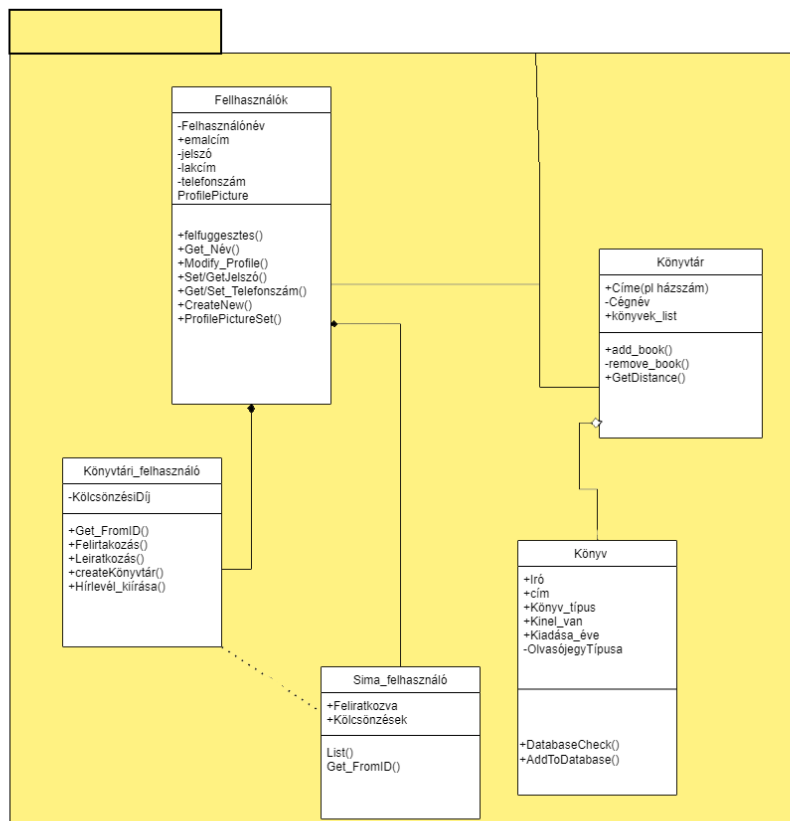 Fellhasználók
-Felhasználónév
+emalcím
-jelszó
-lakcím
-telefonszám
ProfilePicture
+felfuggesztes()
+Get_Név()
+Modify_Profile()
+Set/GetJelszó()
+Get/Set_Telefonszám()
+CreateNew()
+ProfilePictureSet()
Könyvtár
+Címe(pl házszám)
-Cégnév
+könyvek_list
+add_book()
-remove_book()
+GetDistance()
Könyvtári_felhasználó
-KölcsönzésiDíj
+Get_FromID()
+Felirtakozás()
+Leiratkozás()
+createKönyvtár()
+Hírlevél_kiírása()
Könyv
+Iró
+cím
+Könyv_típus
+Kinel_van
+Kiadása_éve
-OlvasójegyTípusa
+DatabaseCheck()
+AddToDatabase()
Sima_felhasználó
+Feliratkozva
+Kölcsönzések
List()
Get_FromID()